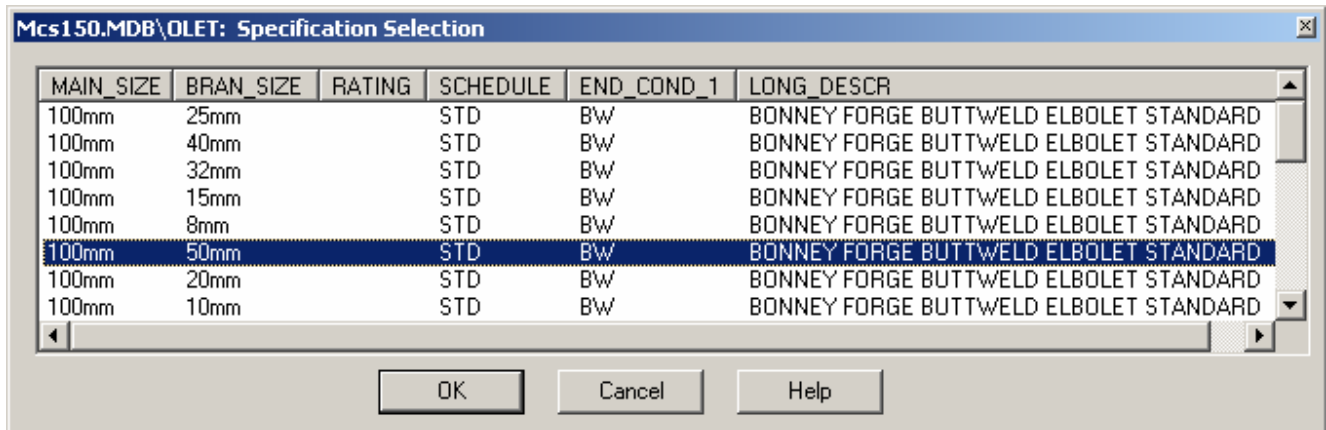 Mcs150.MDB\OLET: Specification Selection
MAIN_SIZE BRAN_SIZE RATING SCHEDULE END_COND_1 LONG_DESCR
100mm 25mm STD BW BONNEY FORGE BUTTWELD ELBOLET STANDARD
100mm 40mm STD BW BONNEY FORGE BUTTWELD ELBOLET STANDARD
100mm 32mm STD BW BONNEY FORGE BUTTWELD ELBOLET STANDARD
100mm 15mm STD BW BONNEY FORGE BUTTWELD ELBOLET STANDARD
100mm 8mm STD BW BONNEY FORGE BUTTWELD ELBOLET STANDARD
100mm 50mm STD BW BONNEY FORGE BUTTWELD ELBOLET STANDARD
100mm 20mm STD BW BONNEY FORGE BUTTWELD ELBOLET STANDARD
100mm 10mm STD BW BONNEY FORGE BUTTWELD ELBOLET STANDARD
OK Cancel Help